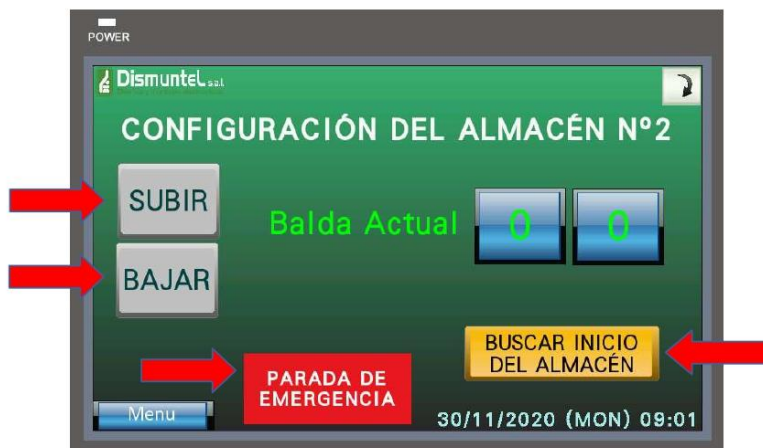 POWER
Dismuntel s.a.l.
CONFIGURACIÓN DEL ALMACÉN Nº2
SUBIR
Balda Actual 0 0
BAJAR
BUSCAR INICIO
DEL ALMACÉN
PARADA DE
EMERGENCIA
Menu
30/11/2020 (MON) 09:01